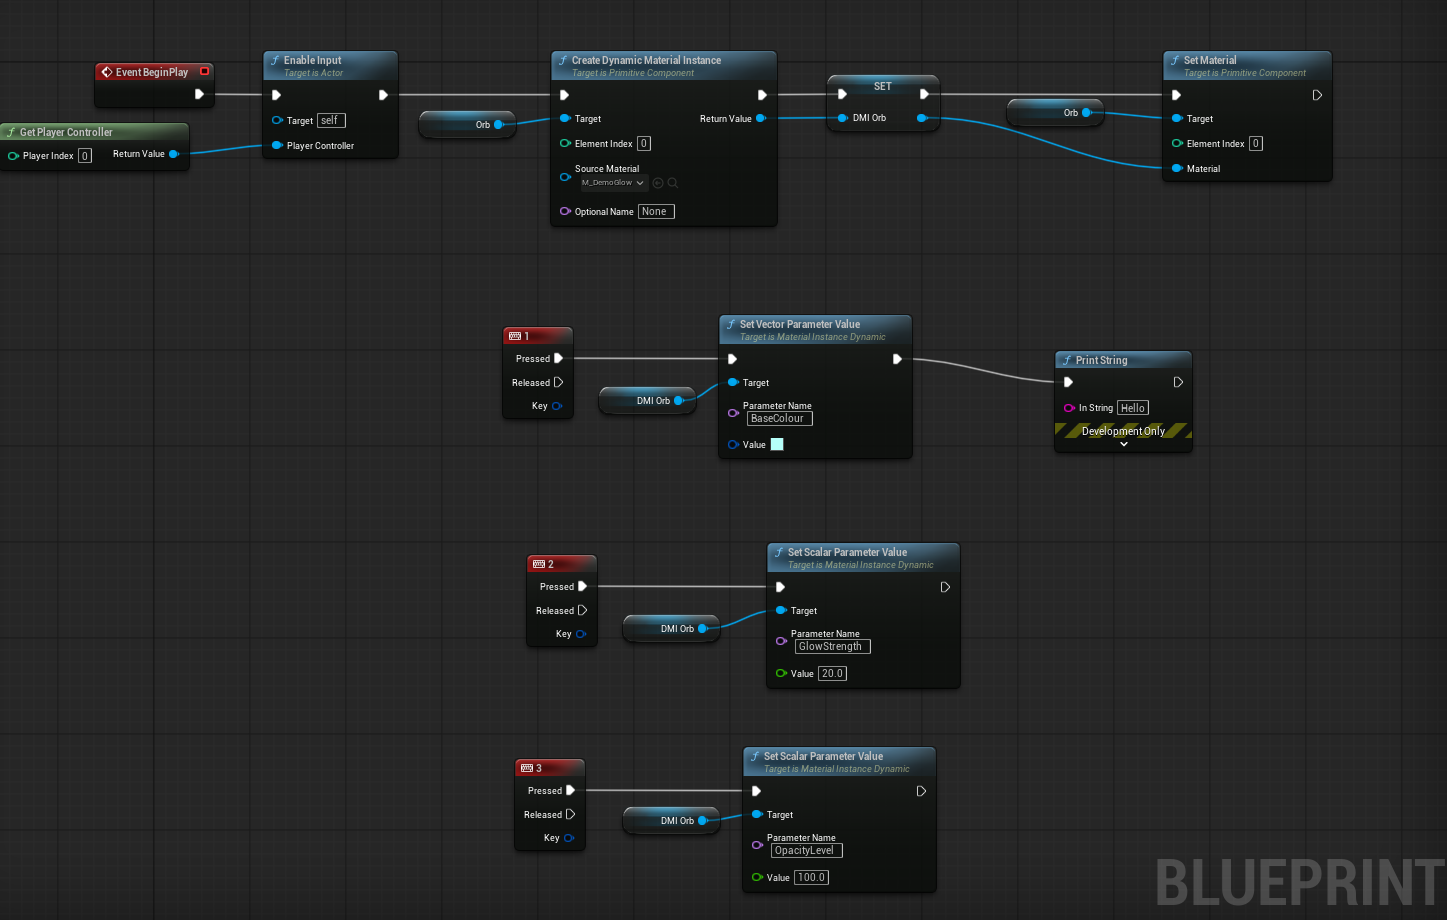 Event BeginPlay
Get Player Controller
Player Index 0
Return Value
Enable Input
Target is Actor
Target self
Player Controller
Orb
Create Dynamic Material Instance
Target is Primitive Component
Target
Return Value
Element Index 0
Source Material
M_DemoGlow
Optional Name None
SET
DMI Orb
Orb
Set Material
Target is Primitive Component
Target
Element Index 0
Material
1
Pressed
Released
Key
DMI Orb
Set Vector Parameter Value
Target is Material Instance Dynamic
Target
Parameter Name
BaseColour
Value
Print String
In String Hello
Development Only
2
Pressed
Released
Key
DMI Orb
Set Scalar Parameter Value
Target is Material Instance Dynamic
Target
Parameter Name
GlowStrength
Value 20.0
3
Pressed
Released
Key
DMI Orb
Set Scalar Parameter Value
Target is Material Instance Dynamic
Target
Parameter Name
OpacityLevel
Value 100.0
BLUEPRINT